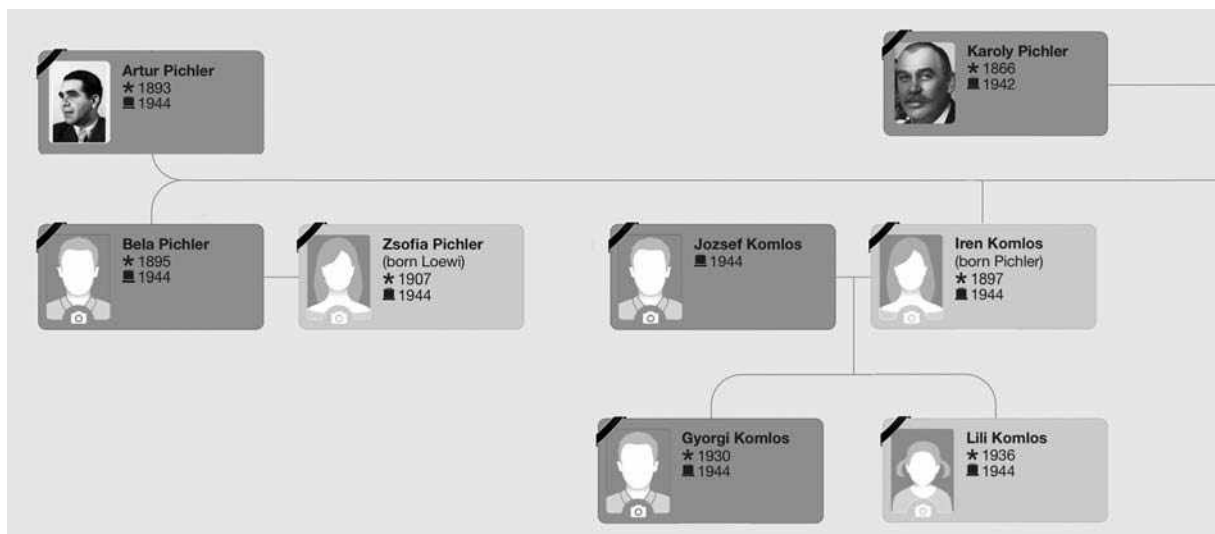 Artur Pichler
* 1893
1944
Karoly Pichler
* 1866
1942
Bela Pichler
* 1895
1944
Zsofia Pichler
(born Loewi)
* 1907
1944
Jozsef Komlos
1944
Iren Komlos
(born Pichler)
* 1897
1944
Gyorgi Komlos
* 1930
1944
Lili Komlos
* 1936
1944